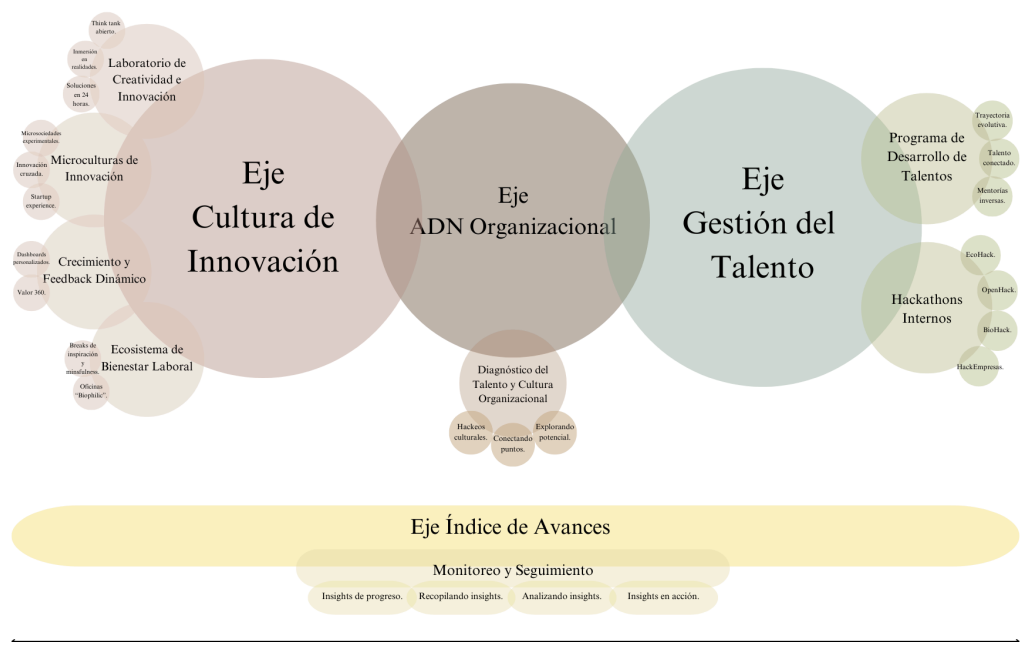 Think tank
abierto.
Inmersión
en
realidades.
Soluciones
en 24
horas.
Laboratorio de
Creatividad e
Innovación
Microsociedades
experimentales.
Innovación
cruzada.
Startup
experience.
Microculturas de
Innovación
Dashboards
personalizados.
Valor 360.
Crecimiento y
Feedback Dinámico
Breaks de
inspiración
y
minsfulness.
Oficinas
“Biophilic”.
Ecosistema de
Bienestar Laboral
Eje
Cultura de
Innovación
Eje
ADN Organizacional
Diagnóstico del
Talento y Cultura
Organizacional
Hackeos
culturales.
Conectando
puntos.
Explorando
potencial.
Eje
Gestión del
Talento
Programa de
Desarrollo de
Talentos
Trayectoria
evolutiva.
Talento
conectado.
Mentorías
inversas.
Hackathons
Internos
EcoHack.
OpenHack.
BioHack.
HackEmpresas.
Eje Índice de Avances
Monitoreo y Seguimiento
Insights de progreso.
Recopilando insights.
Analizando insights.
Insights en acción.